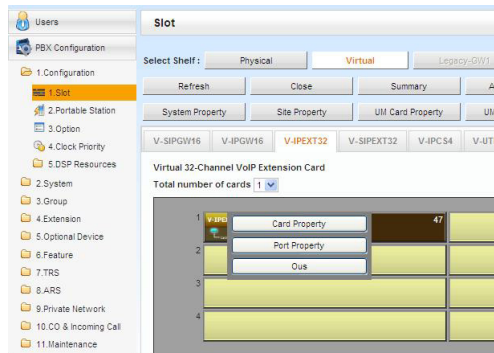 Users
Slot
PBX Configuration
Select Shelf : Physical Virtual Legacy-GW1
1.Configuration
1.Slot
Refresh Close Summary A
2.Portable Station
System Property Site Property UM Card Property UM
3.Option
4.Clock Priority
V-SIPGW16 V-IPGW16 V-IPEXT32 V-SIPEXT32 V-IPCS4 V-UT
5.DSP Resources
Virtual 32-Channel VoIP Extension Card
2.System
Total number of cards 1
3.Group
4.Extension
1 V-IPE Card Property 47
5.Optional Device
Port Property
6.Feature
2
Ous
7.TRS
3
8.ARS
9.Private Network
4
10.CO & Incoming Call
11.Maintenance